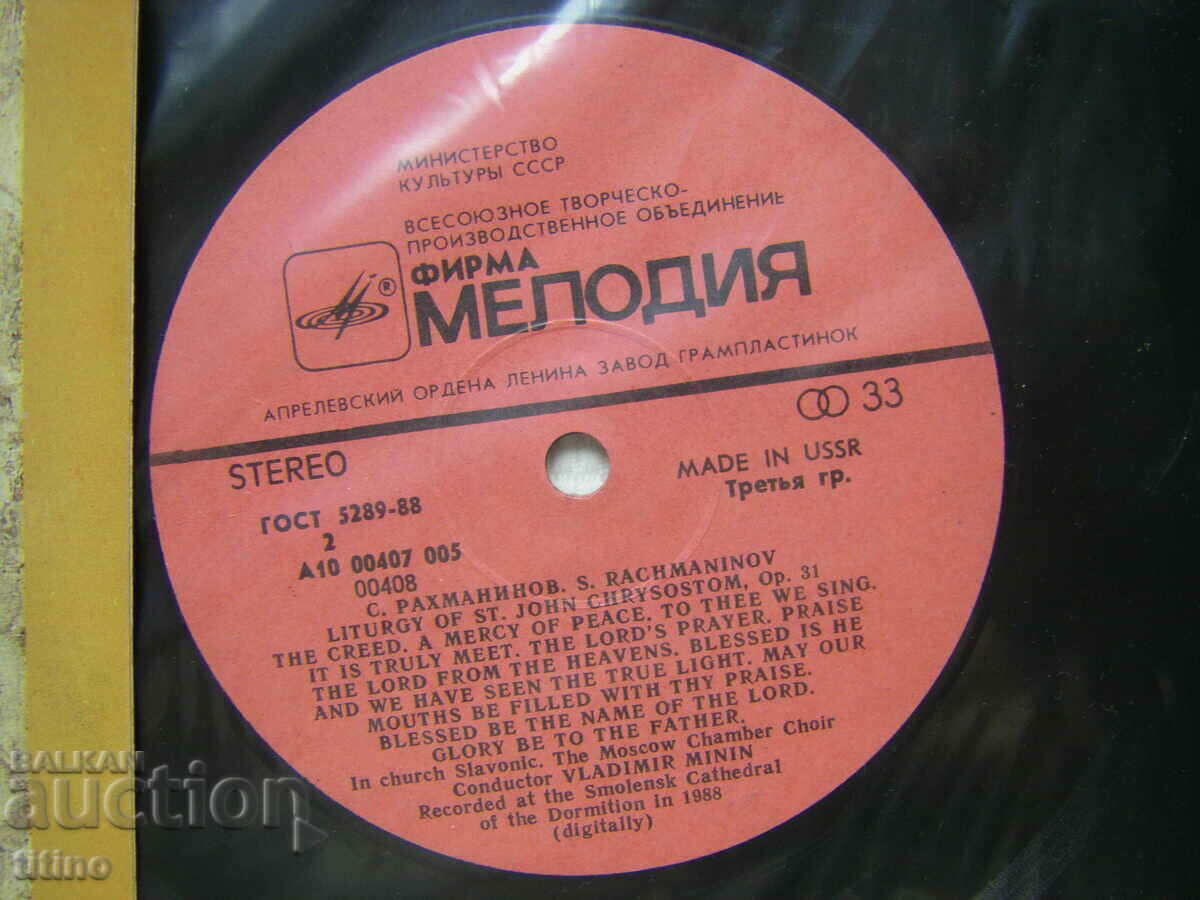 МИНИСТЕРСТВО
КУЛЬТУРЫ СССР
ВСЕСОЮЗНОЕ ТВОРЧЕСКО-
ПРОИЗВОДСТВЕННОЕ ОБЪЕДИНЕНИЕ
ФИРМА
МЕЛОДИЯ
®
АПРЕЛЕВСКИЙ ОРДЕНА ЛЕНИНА ЗАВОД ГРАМПЛАСТИНОК
33
STEREO
MADE IN USSR
Третья гр.
ГОСТ 5289-88
2
А10 00407 005
00408
С. РАХМАНИНОВ. S. RACHMANINOV
LITURGY OF ST. JOHN CHRYSOSTOM, Op. 31
THE CREED. A MERCY OF PEACE. TO THEE WE SING.
IT IS TRULY MEET. THE LORD'S PRAYER. PRAISE
THE LORD FROM THE HEAVENS. BLESSED IS HE
AND WE HAVE SEEN THE TRUE LIGHT. MAY OUR
MOUTHS BE FILLED WITH THY PRAISE.
BLESSED BE THE NAME OF THE LORD.
GLORY BE TO THE FATHER.
In church Slavonic. The Moscow Chamber Choir
Conductor VLADIMIR MININ
Recorded at the Smolensk Cathedral
of the Dormition in 1988
(digitally)
BALKAN
auction
titino